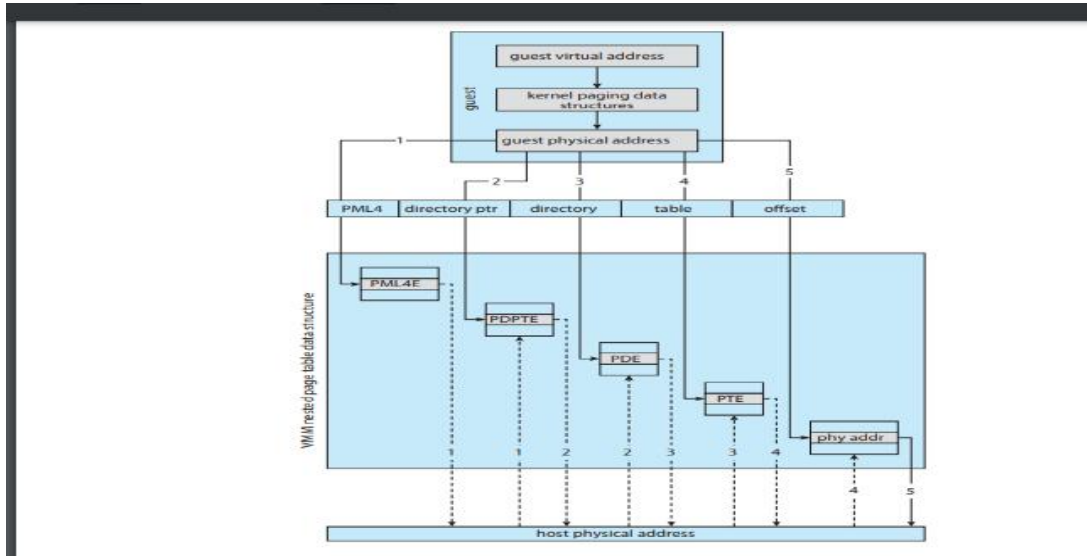 guest virtual address
kernel paging data
structures
guest
guest physical address
1
2
3
4
5
PML4
directory ptr
directory
table
offset
VMM nested page table data structure
PML4E
PDPTE
PDE
PTE
phy addr
1
1
2
2
3
3
4
4
5
host physical address